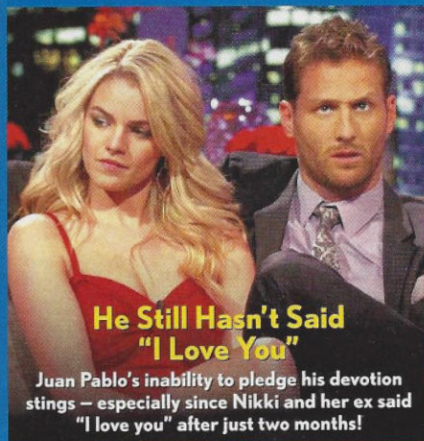 He Still Hasn't Said
"I Love You"
Juan Pablo's inability to pledge his devotion
stings – especially since Nikki and her ex said
"I love you" after just two months!